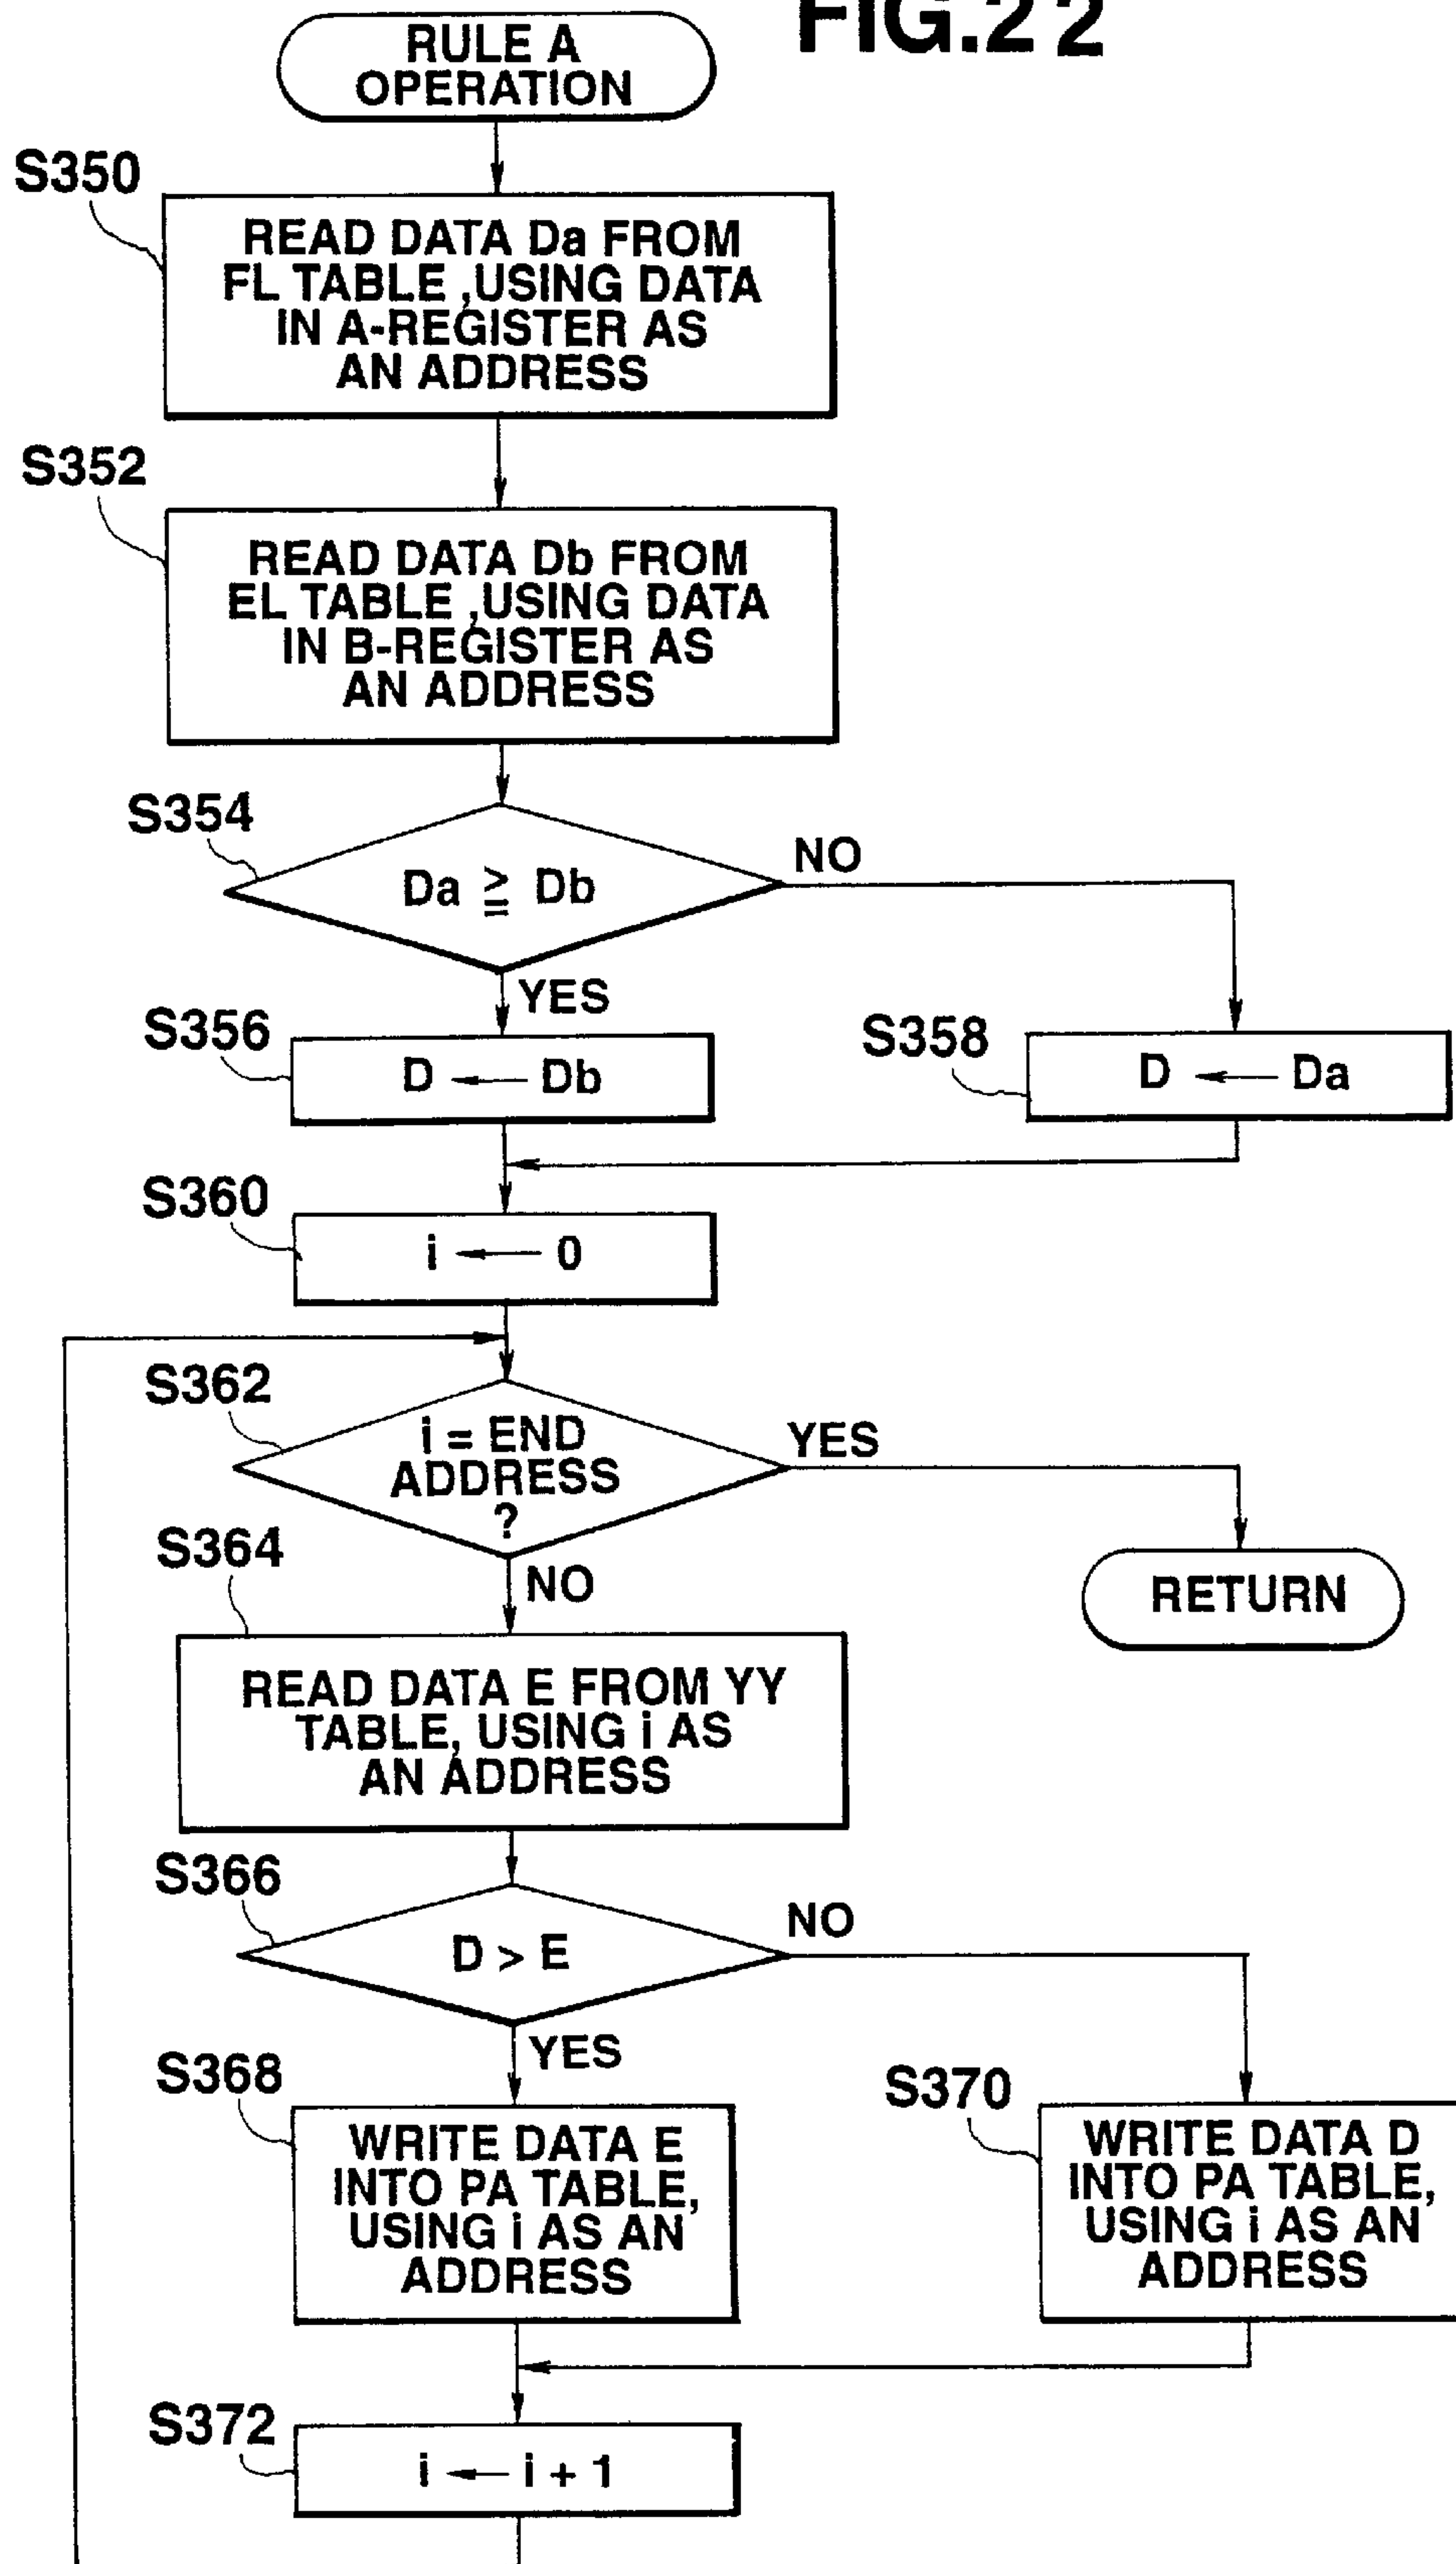 FIG.22
RULE A
OPERATION
S350
READ DATA Da FROM
FL TABLE ,USING DATA
IN A-REGISTER AS
AN ADDRESS
S352
READ DATA Db FROM
EL TABLE ,USING DATA
IN B-REGISTER AS
AN ADDRESS
S354
Da ≧ Db
NO
YES
S356
D ← Db
S358
D ← Da
S360
i ← 0
S362
i = END
ADDRESS
?
YES
NO
RETURN
S364
READ DATA E FROM YY
TABLE, USING i AS
AN ADDRESS
S366
D > E
NO
YES
S368
WRITE DATA E
INTO PA TABLE,
USING i AS AN
ADDRESS
S370
WRITE DATA D
INTO PA TABLE,
USING i AS AN
ADDRESS
S372
i ← i + 1